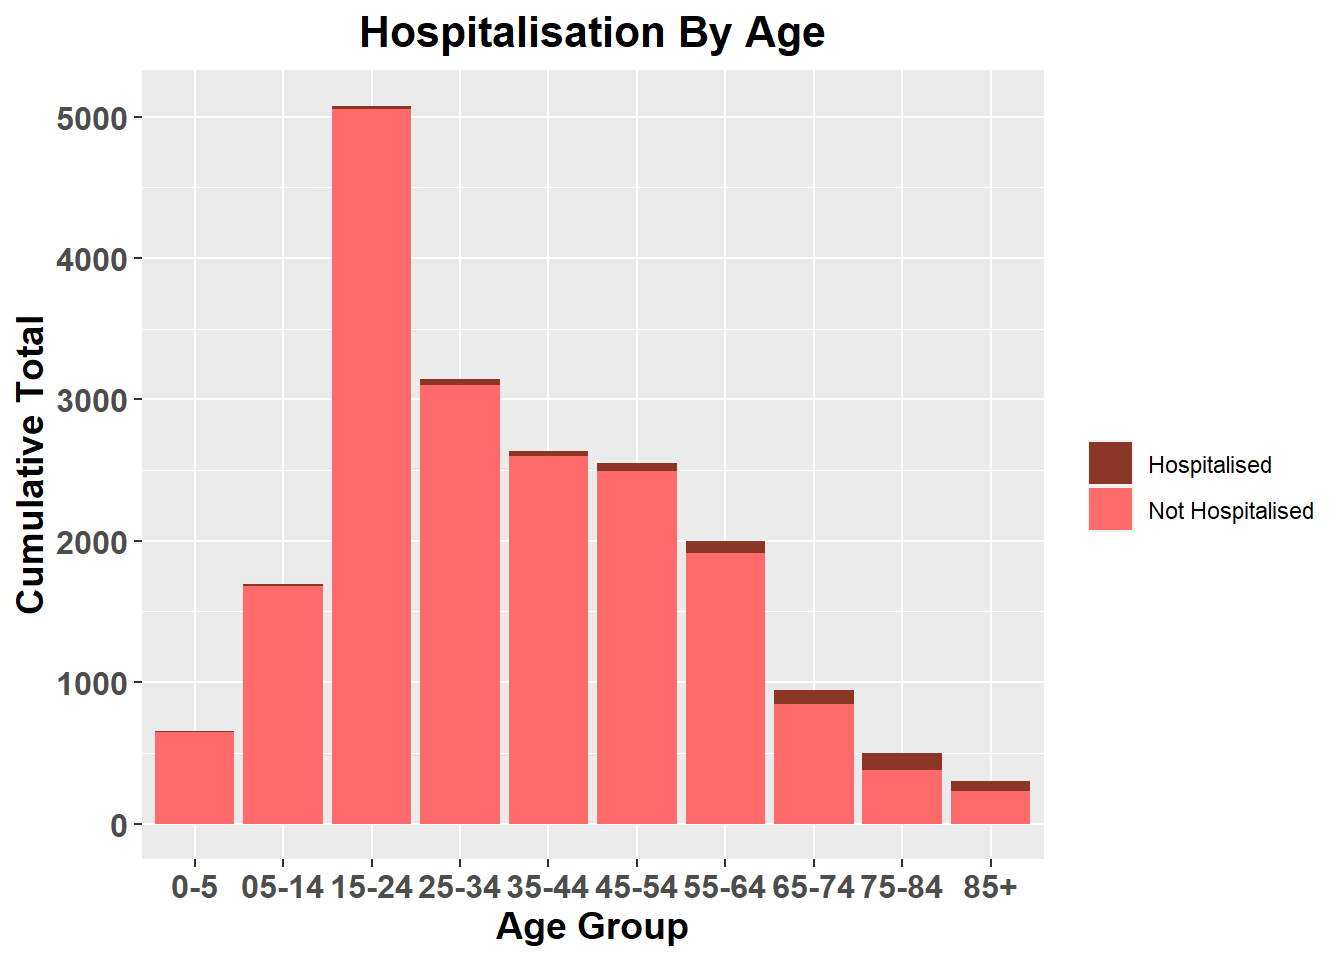 Hospitalisation By Age
Cumulative Total
5000
4000
3000
2000
1000
0
0-5 05-14 15-24 25-34 35-44 45-54 55-64 65-74 75-84 85+
Age Group
Hospitalised
Not Hospitalised